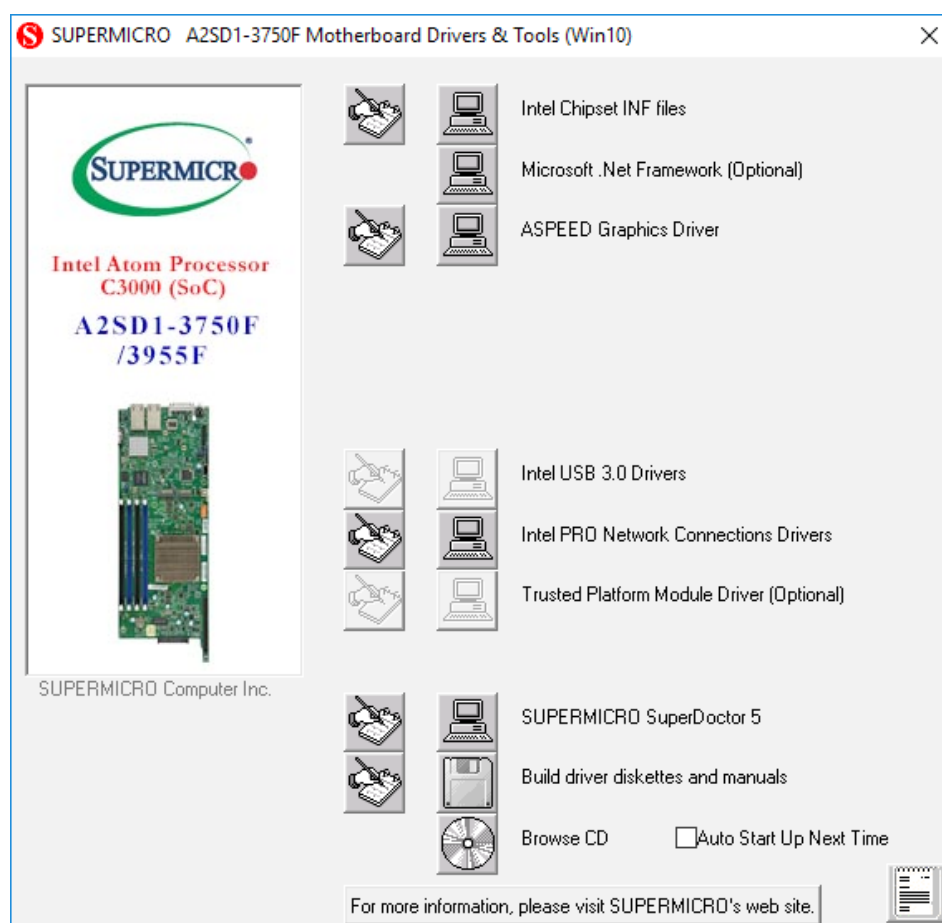 SUPERMICRO A2SD1-3750F Motherboard Drivers & Tools (Win10)
SUPERMICR
Intel Atom Processor
C3000 (SoC)
A2SD1-3750F
/3955F
SUPERMICRO Computer Inc.
Intel Chipset INF files
Microsoft .Net Framework (Optional)
ASPEED Graphics Driver
Intel USB 3.0 Drivers
Intel PRO Network Connections Drivers
Trusted Platform Module Driver (Optional)
SUPERMICRO SuperDoctor 5
Build driver diskettes and manuals
Browse CD
Auto Start Up Next Time
For more information, please visit SUPERMICRO's web site.